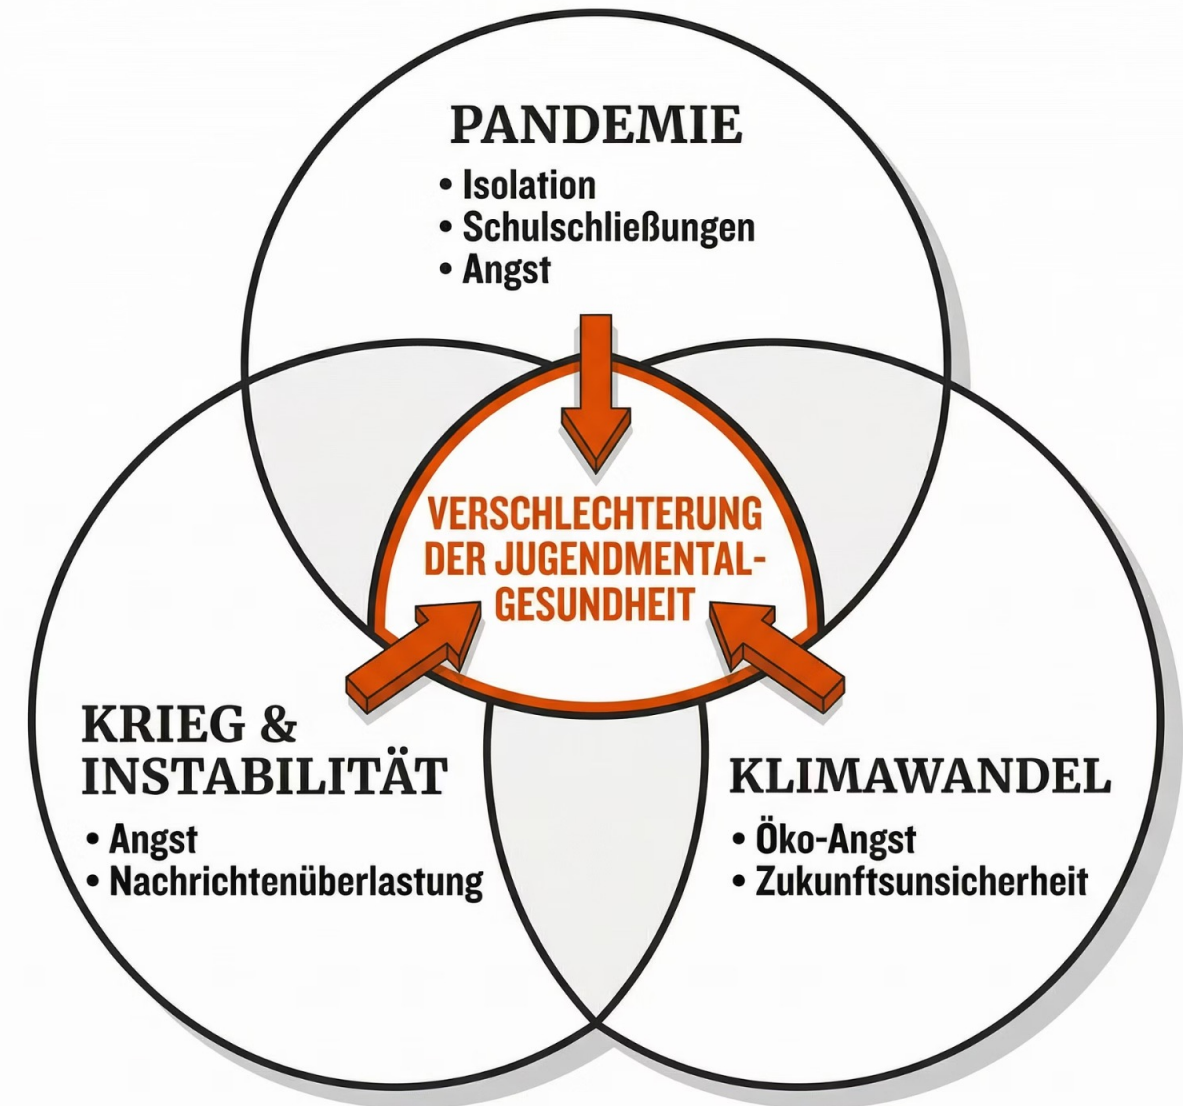 PANDEMIE
• Isolation
• Schulschließungen
• Angst
VERSCHLECHTERUNG
DER JUGENDMENTAL-
GESUNDHEIT
KRIEG &
INSTABILITÄT
• Angst
• Nachrichtenüberlastung
KLIMAWANDEL
• Öko-Angst
• Zukunftsunsicherheit